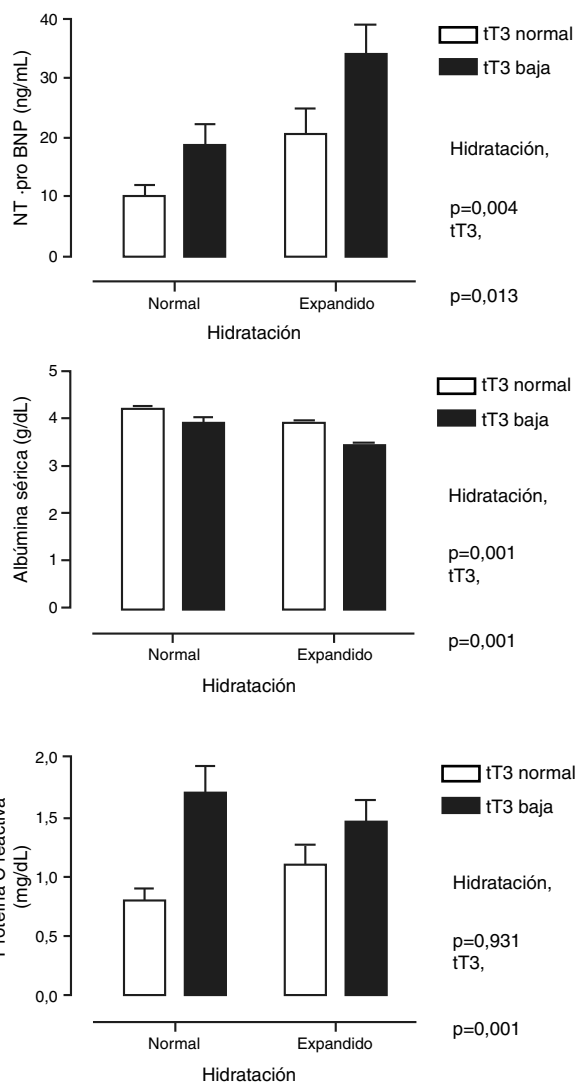 NT -pro BNP (ng/mL)
40
30
20
10
0
Normal
Expandido
Hidratación
tT3 normal
tT3 baja
Hidratación,
p=0,004
tT3,
p=0,013
Albúmina sérica (g/dL)
5
4
3
2
1
0
Normal
Expandido
Hidratación
tT3 normal
tT3 baja
Hidratación,
p=0,001
tT3,
p=0,001
Proteína C reactiva
(mg/dL)
2,0
1,5
1,0
0,5
0,0
Normal
Expandido
Hidratación
tT3 normal
tT3 baja
Hidratación,
p=0,931
tT3,
p=0,001